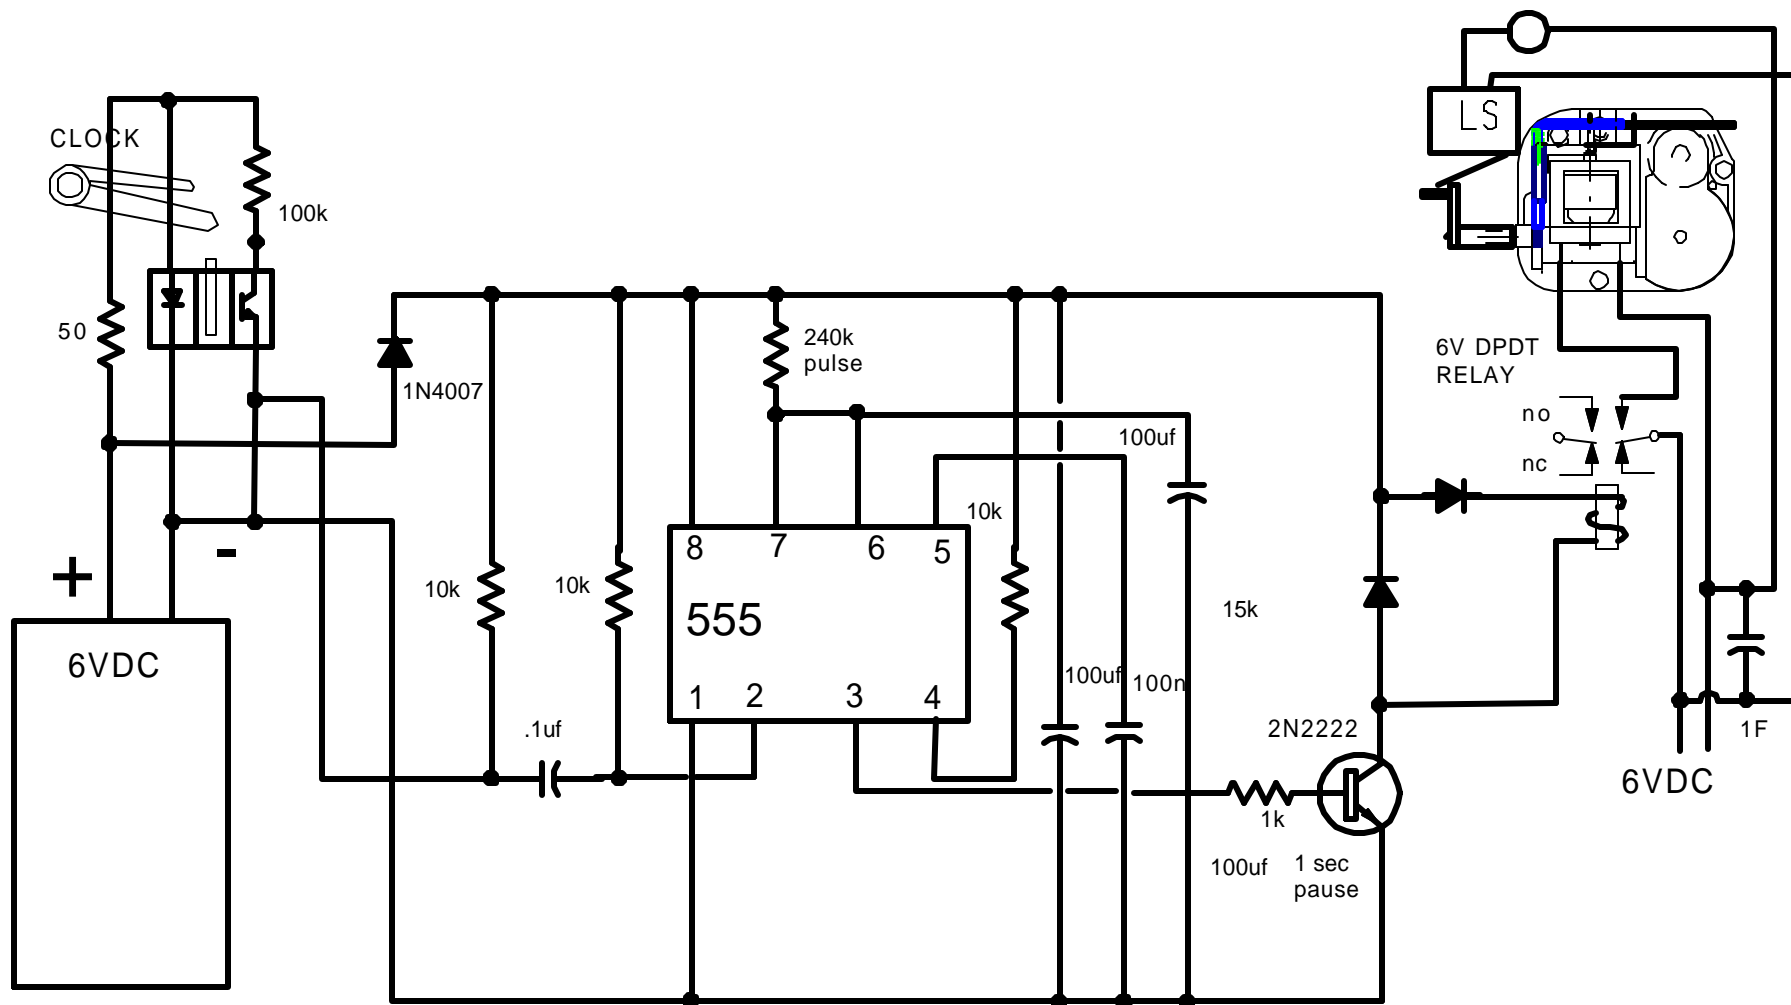 LS
CLOCK
100k
50
1N4007
240k
pulse
6V DPDT
RELAY
no
nc
100uf
10k
8
7
6
5
+
-
10k
10k
555
15k
6VDC
100uf
100n
1
2
3
4
.1uf
2N2222
1F
6VDC
1k
100uf
1 sec
pause